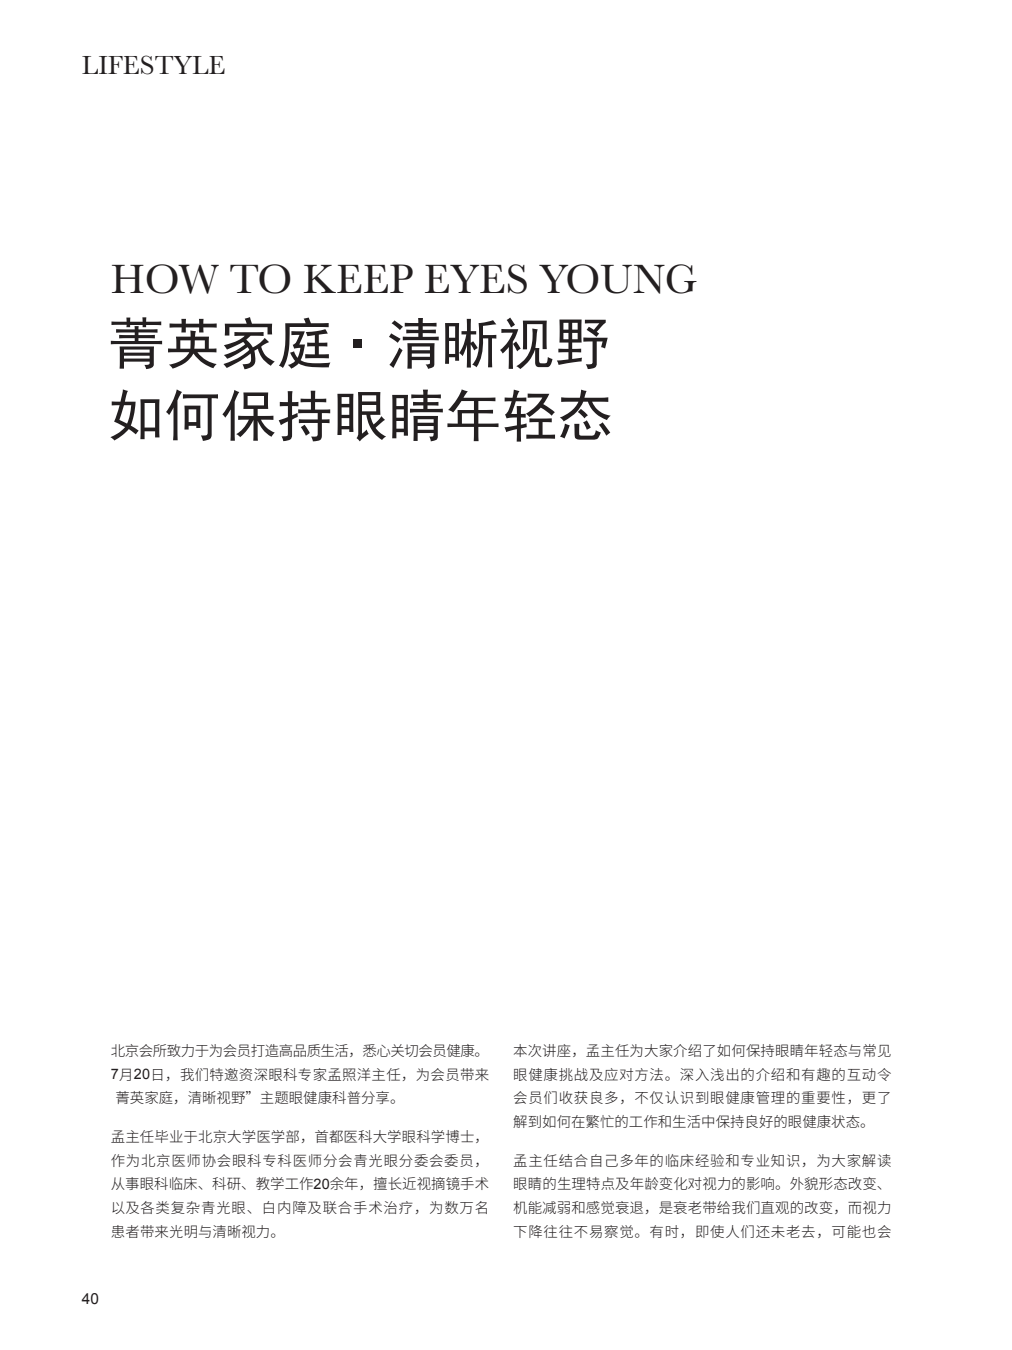 LIFESTYLE
HOW TO KEEP EYES YOUNG
菁英家庭·清晰视野
如何保持眼睛年轻态
北京会所致力于为会员打造高品质生活，悉心关切会员健康。
7月20日，我们特邀资深眼科专家孟照洋主任，为会员带来
菁英家庭，清晰视野”主题眼健康科普分享。
孟主任毕业于北京大学医学部，首都医科大学眼科学博士，
作为北京医师协会眼科专科医师分会青光眼分委会委员，
从事眼科临床、科研、教学工作20余年，擅长近视摘镜手术
以及各类复杂青光眼、白内障及联合手术治疗，为数万名
患者带来光明与清晰视力。
本次讲座，孟主任为大家介绍了如何保持眼睛年轻态与常见
眼健康挑战及应对方法。深入浅出的介绍和有趣的互动令
会员们收获良多，不仅认识到眼健康管理的重要性，更了
解到如何在繁忙的工作和生活中保持良好的眼健康状态。
孟主任结合自己多年的临床经验和专业知识，为大家解读
眼睛的生理特点及年龄变化对视力的影响。外貌形态改变、
机能减弱和感觉衰退，是衰老带给我们直观的改变，而视力
下降往往不易察觉。有时，即使人们还未老去，可能也会
40